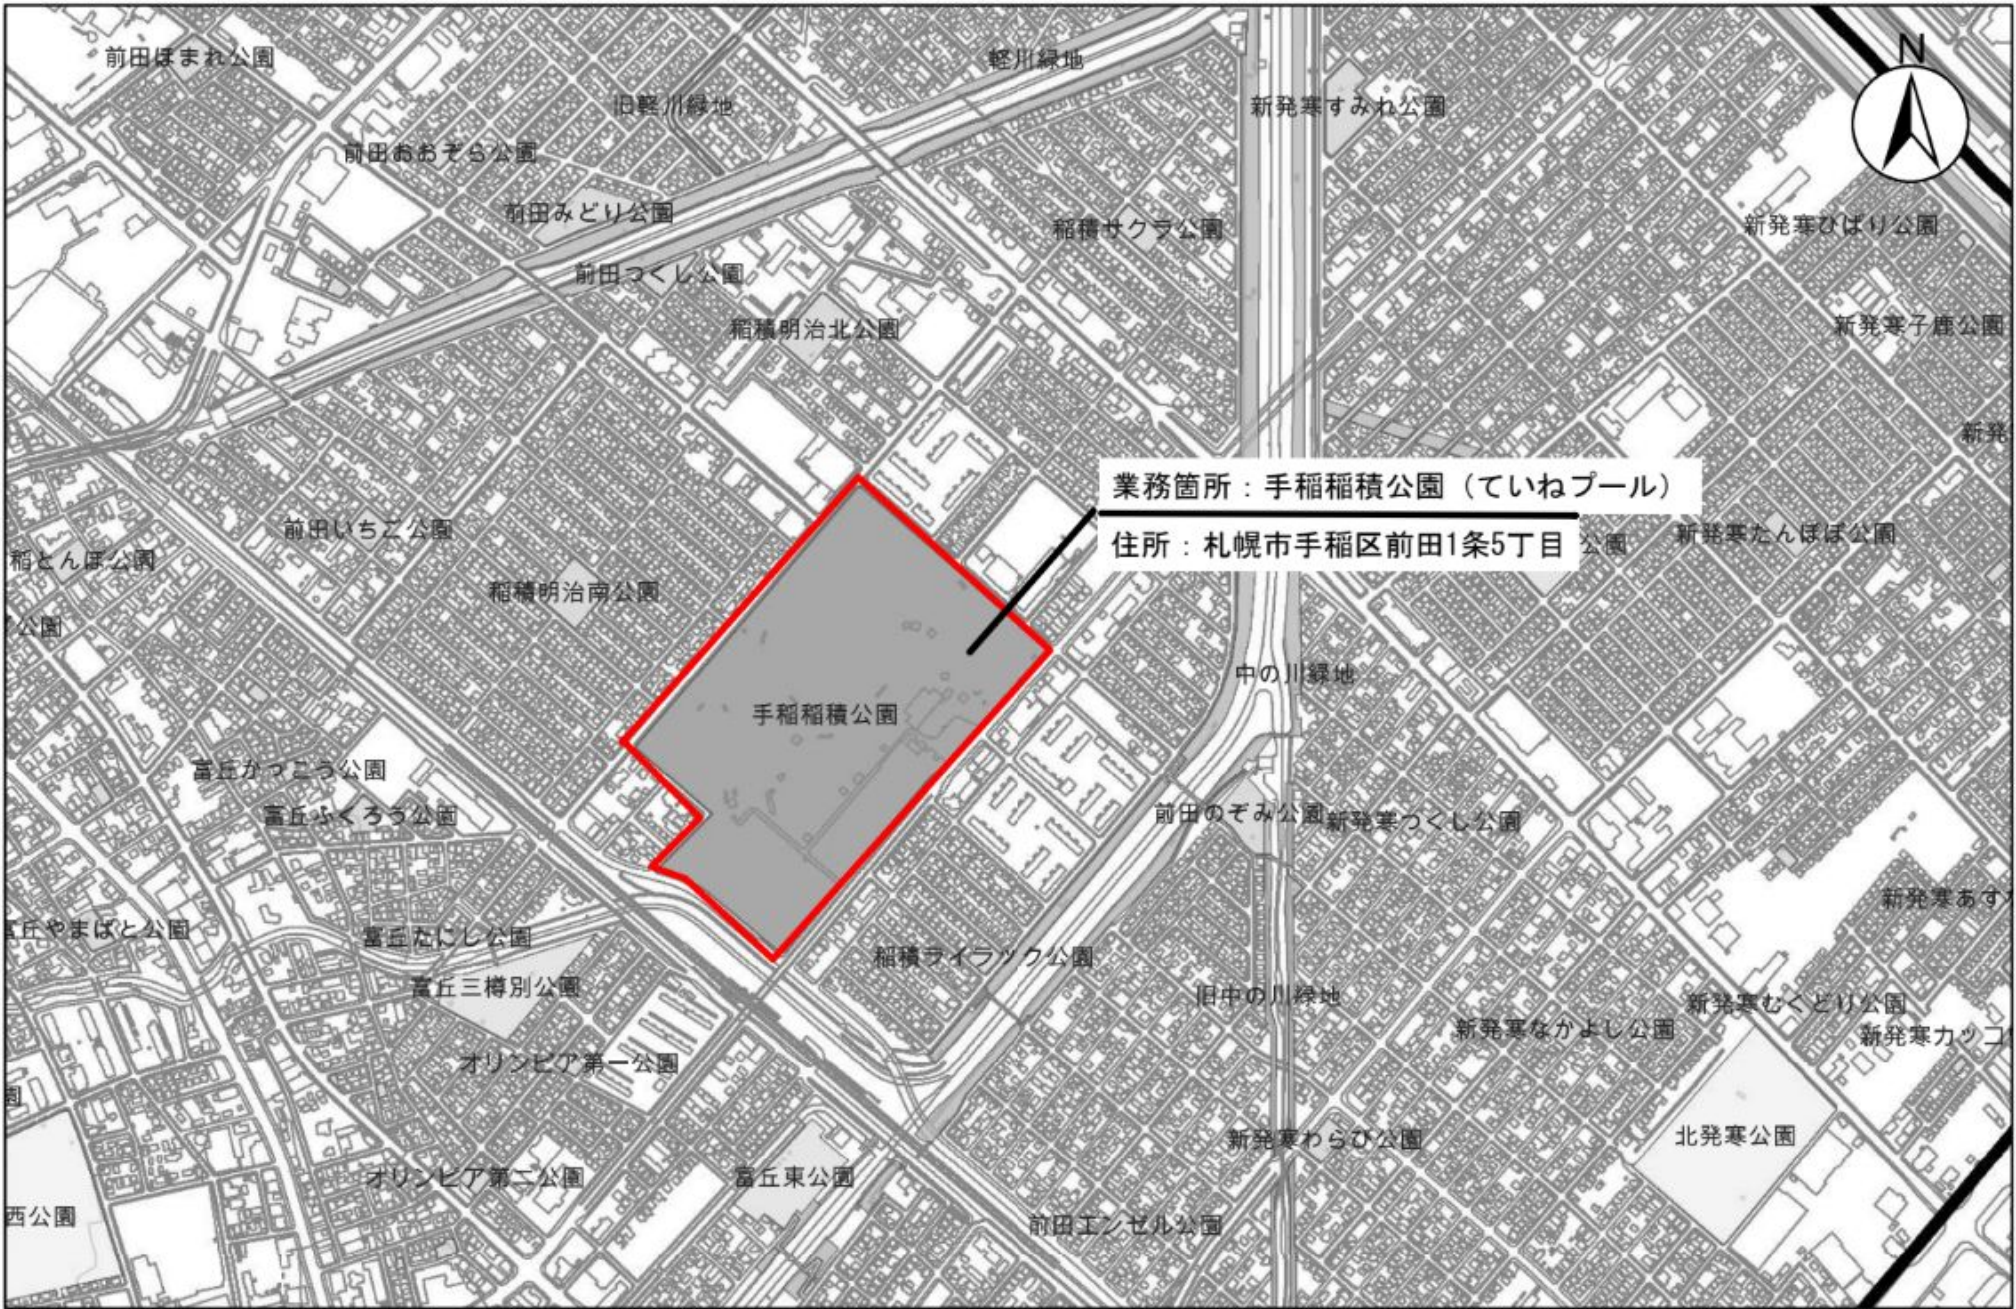 前田ほまれ公園
軽川緑地
N
旧軽川緑地
新発寒すみれ公園
前田おおぞら公園
前田みどり公園
稲積サクラ公園
新発寒ひばり公園
前田つくし公園
稲積明治北公園
新発寒子鹿公園
新発
業務箇所：手稲稲積公園（ていねプール）
住所：札幌市手稲区前田1条5丁目
公園
新発寒たんぽぽ公園
前田いちご公園
稲とんぼ公園
稲積明治南公園
公園
中の川緑地
手稲稲積公園
富丘かっこう公園
富丘ふくろう公園
前田のぞみ公園
新発寒つくし公園
新発寒あす
富丘やまばと公園
富丘たにし公園
稲積ライラック公園
富丘三樽別公園
旧中の川緑地
新発寒むくどり公園
新発寒なかよし公園
新発寒カッコ
オリンピア第一公園
園
新発寒わらび公園
北発寒公園
オリンピア第二公園
富丘東公園
西公園
前田エンゼル公園